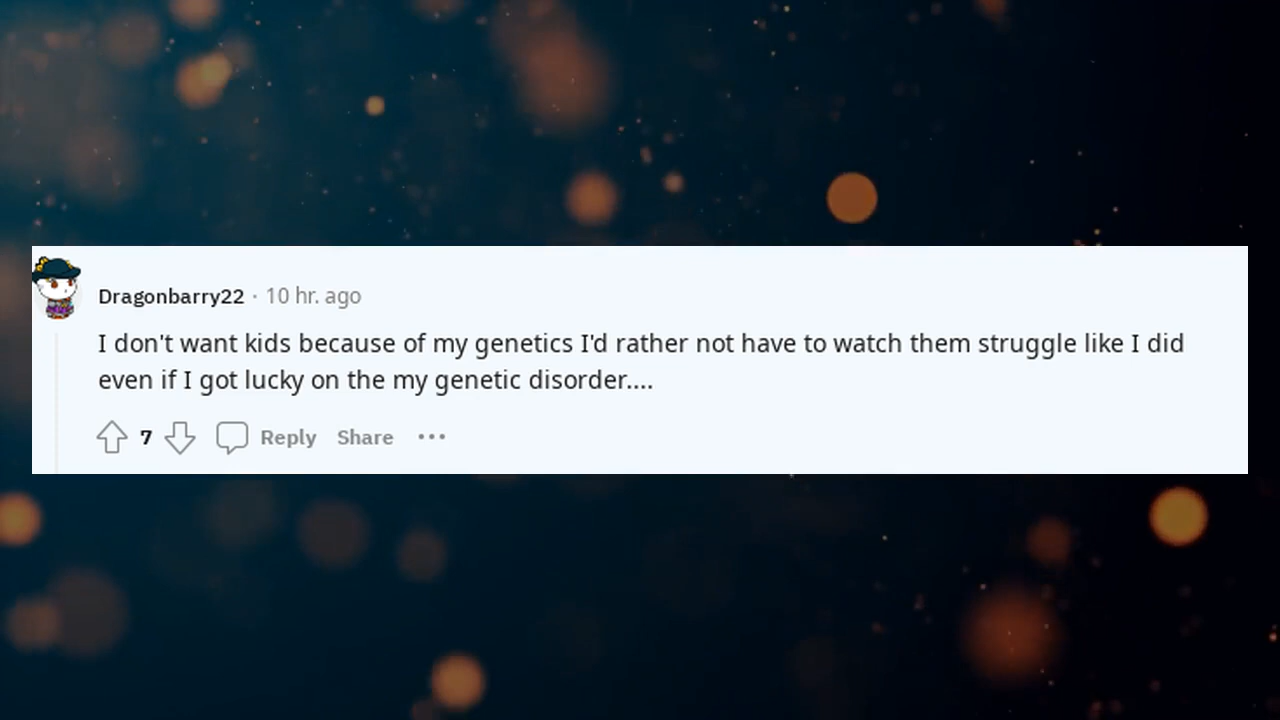 Dragonbarry22 · 10 hr. ago
I don't want kids because of my genetics I'd rather not have to watch them struggle like I did
even if I got lucky on the my genetic disorder....
7 Reply Share ···